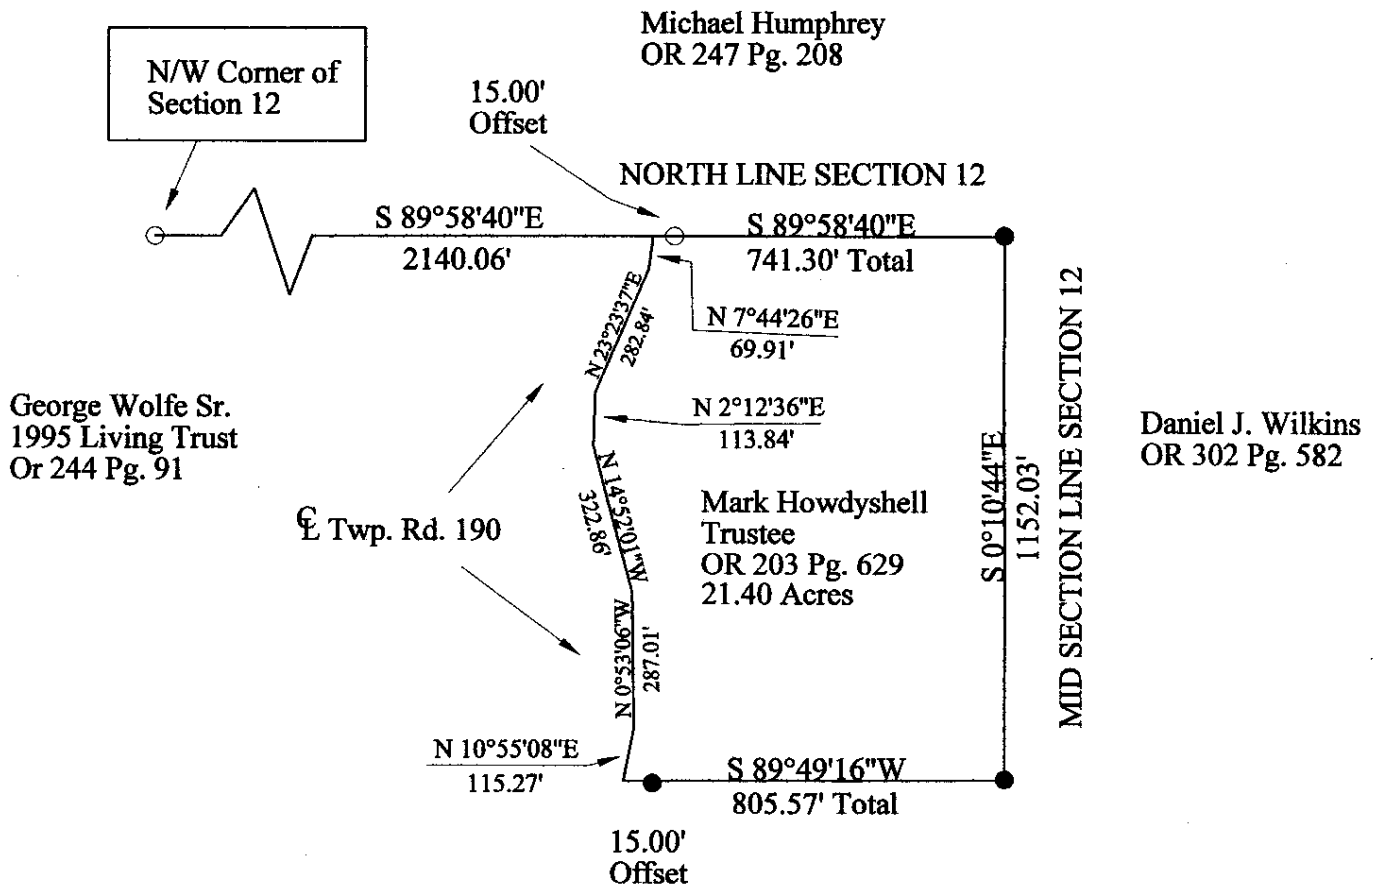 Michael Humphrey
OR 247 Pg. 208
N/W Corner of
Section 12
15.00'
Offset
NORTH LINE SECTION 12
S 89°58'40"E
2140.06'
S 89°58'40"E
741.30' Total
N 7°44'26"E
69.91'
N 23°23'37"E
282.84'
N 2°12'36"E
113.84'
George Wolfe Sr.
1995 Living Trust
Or 244 Pg. 91
Daniel J. Wilkins
OR 302 Pg. 582
S 0°10'44"E
1152.03'
MID SECTION LINE SECTION 12
N 14°52'01"W
322.86'
℄ Twp. Rd. 190
Mark Howdyshell
Trustee
OR 203 Pg. 629
21.40 Acres
N 0°53'06"W
287.01'
N 10°55'08"E
115.27'
S 89°49'16"W
805.57' Total
15.00'
Offset